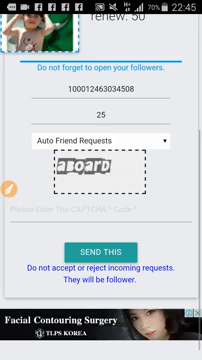 22:45
renew: 50
Do not forget to open your followers.
100012463034508
25
Auto Friend Requests
ABOARD
Please Enter The CAPTCHA * Code *
SEND THIS
Do not accept or reject incoming requests.
They will be follower.
Facial Contouring Surgery
TLPS KOREA